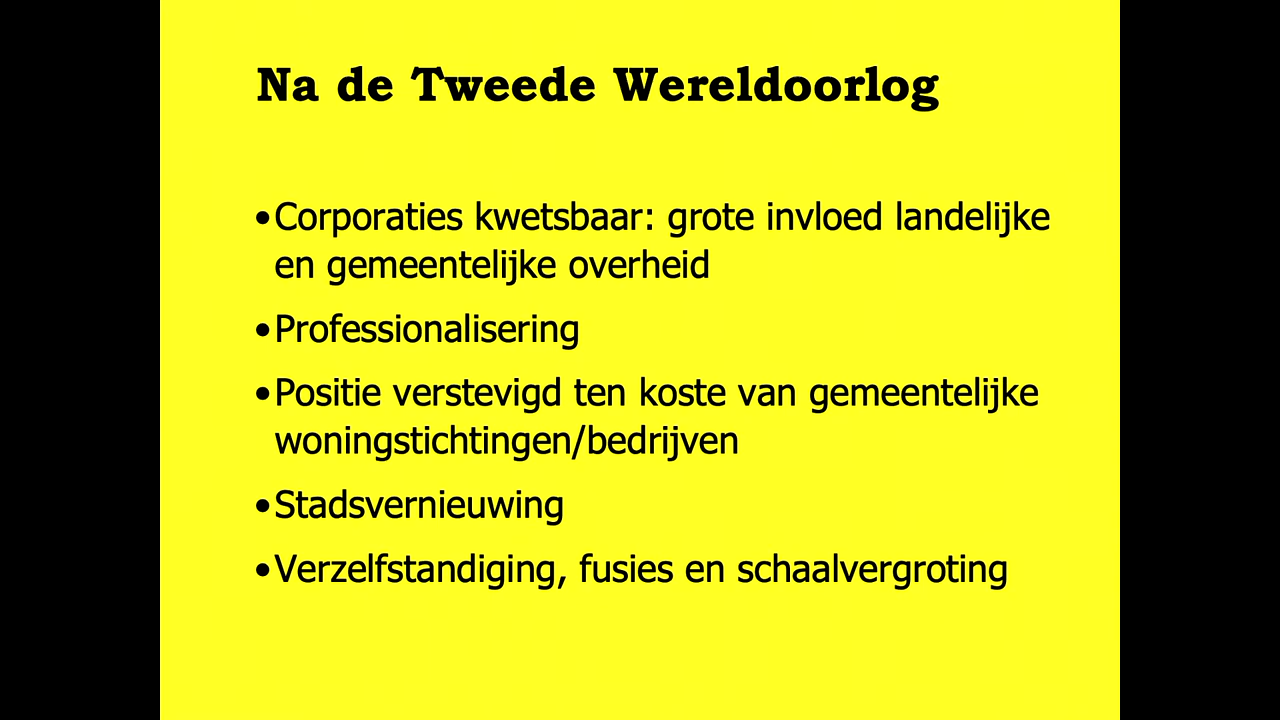 Na de Tweede Wereldoorlog
•Corporaties kwetsbaar: grote invloed landelijke
en gemeentelijke overheid
•Professionalisering
•Positie verstevigd ten koste van gemeentelijke
woningstichtingen/bedrijven
•Stadsvernieuwing
•Verzelfstandiging, fusies en schaalvergroting